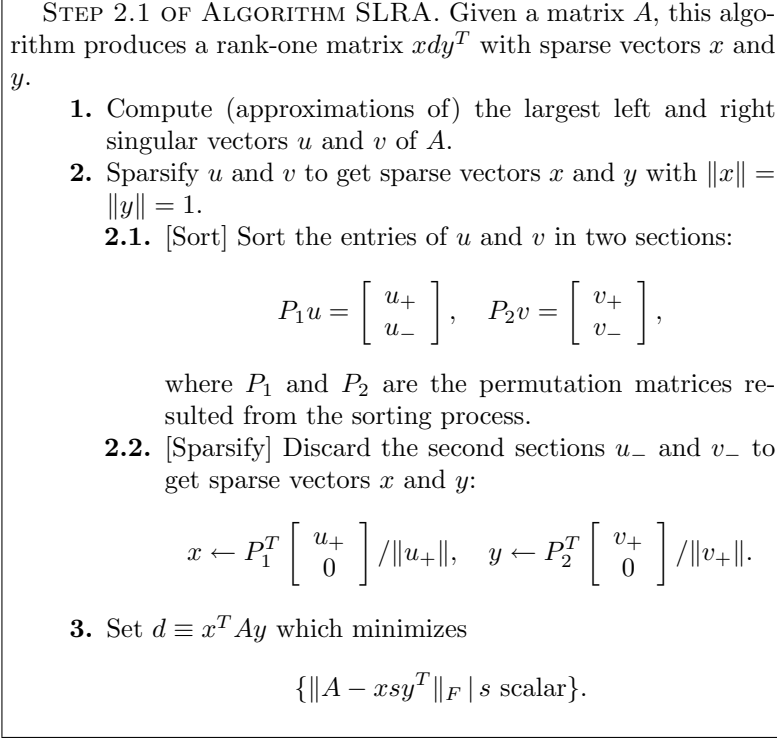 STEP 2.1 OF ALGORITHM SLRA. Given a matrix A, this algo-
rithm produces a rank-one matrix xdy^T with sparse vectors x and
y.
1. Compute (approximations of) the largest left and right
singular vectors u and v of A.
2. Sparsify u and v to get sparse vectors x and y with ‖x‖ =
‖y‖ = 1.
2.1. [Sort] Sort the entries of u and v in two sections:
P_1 u = [ u_+ ; u_− ], P_2 v = [ v_+ ; v_− ],
where P_1 and P_2 are the permutation matrices re-
sulted from the sorting process.
2.2. [Sparsify] Discard the second sections u_− and v_− to
get sparse vectors x and y:
x ← P_1^T [ u_+ ; 0 ] /‖u_+‖, y ← P_2^T [ v_+ ; 0 ] /‖v_+‖.
3. Set d ≡ x^T Ay which minimizes
{‖A − xsy^T‖_F | s scalar}.